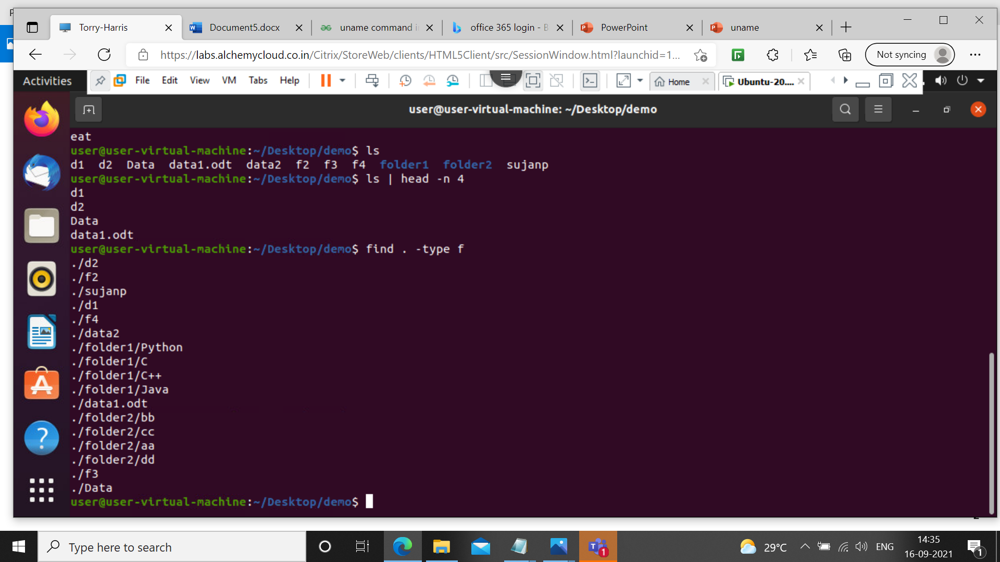 Torry-Harris
Document5.docx
uname command i
office 365 login - B
PowerPoint
uname
https://labs.alchemycloud.co.in/Citrix/StoreWeb/clients/HTML5Client/src/SessionWindow.html?launchid=1...
Not syncing
Activities
File Edit View VM Tabs Help
Home
Ubuntu-20....
user@user-virtual-machine: ~/Desktop/demo
eat
user@user-virtual-machine:~/Desktop/demo$ ls
d1 d2 Data data1.odt data2 f2 f3 f4 folder1 folder2 sujanp
user@user-virtual-machine:~/Desktop/demo$ ls | head -n 4
d1
d2
Data
data1.odt
user@user-virtual-machine:~/Desktop/demo$ find . -type f
./d2
./f2
./sujanp
./d1
./f4
./data2
./folder1/Python
./folder1/C
./folder1/C++
./folder1/Java
./data1.odt
./folder2/bb
./folder2/cc
./folder2/aa
./folder2/dd
./f3
./Data
user@user-virtual-machine:~/Desktop/demo$
Type here to search
29°C
ENG
14:35
16-09-2021
1
1